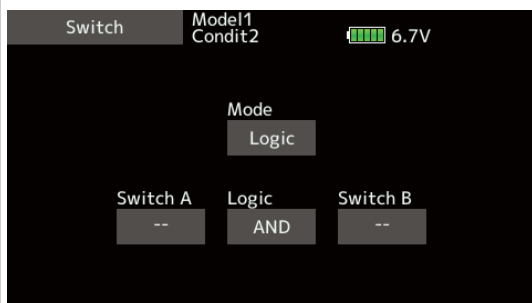 Switch
Model1
Condit2
6.7V
Mode
Logic
Switch A Logic Switch B
-- AND --